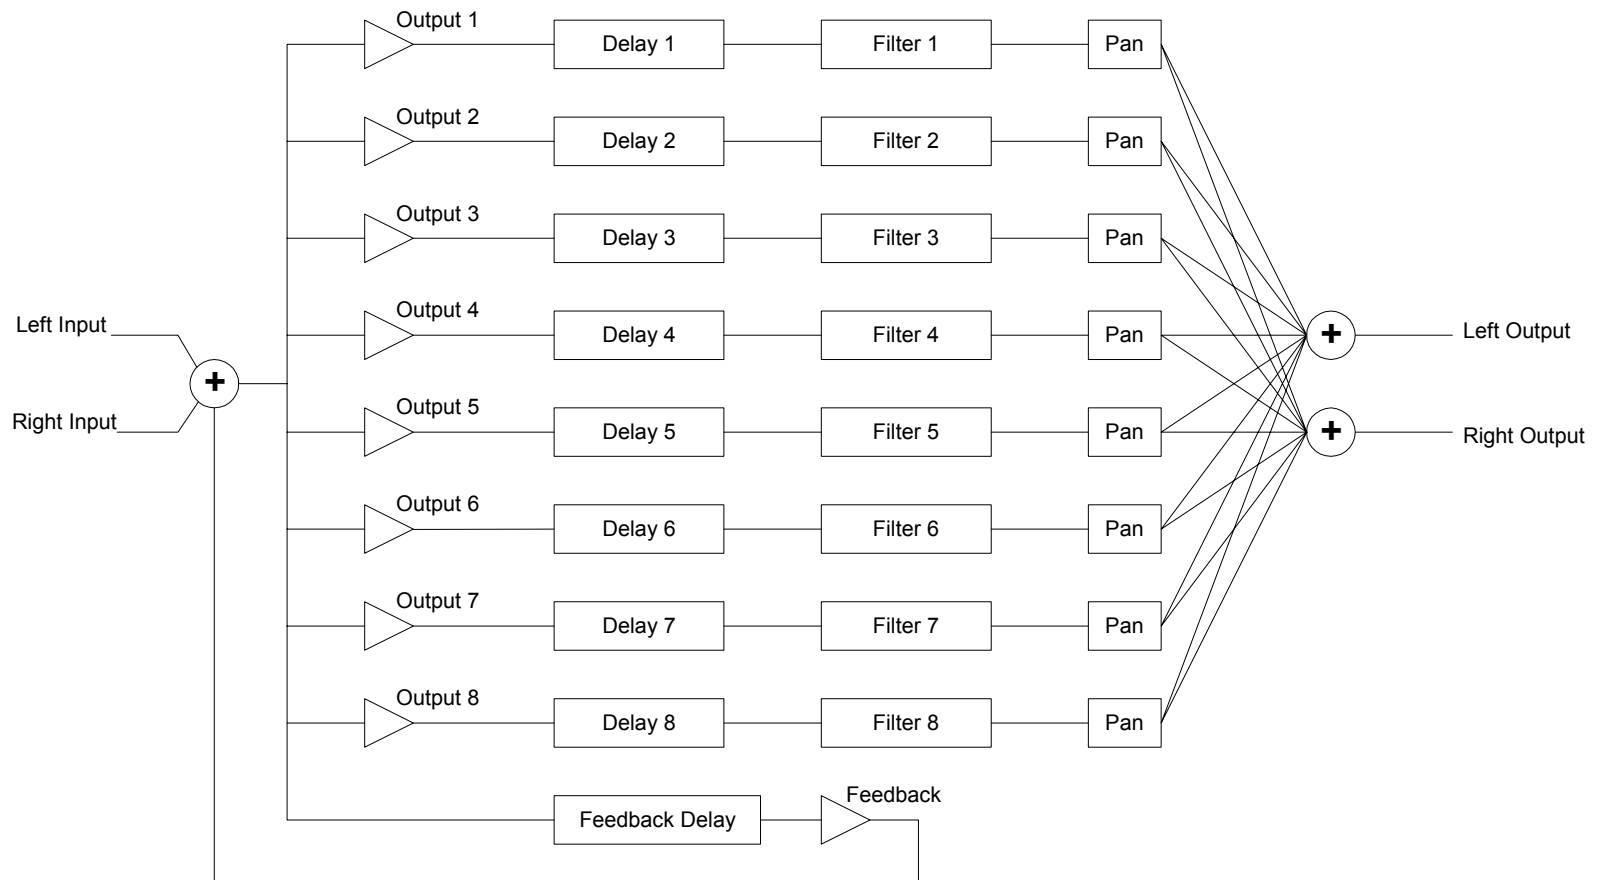 Output 1
Delay 1
Filter 1
Pan
Output 2
Delay 2
Filter 2
Pan
Output 3
Delay 3
Filter 3
Pan
Output 4
Delay 4
Filter 4
Pan
Left Input
+
Left Output
+
Right Input
Output 5
Delay 5
Filter 5
Pan
+
Right Output
Output 6
Delay 6
Filter 6
Pan
Output 7
Delay 7
Filter 7
Pan
Output 8
Delay 8
Filter 8
Pan
Feedback Delay
Feedback